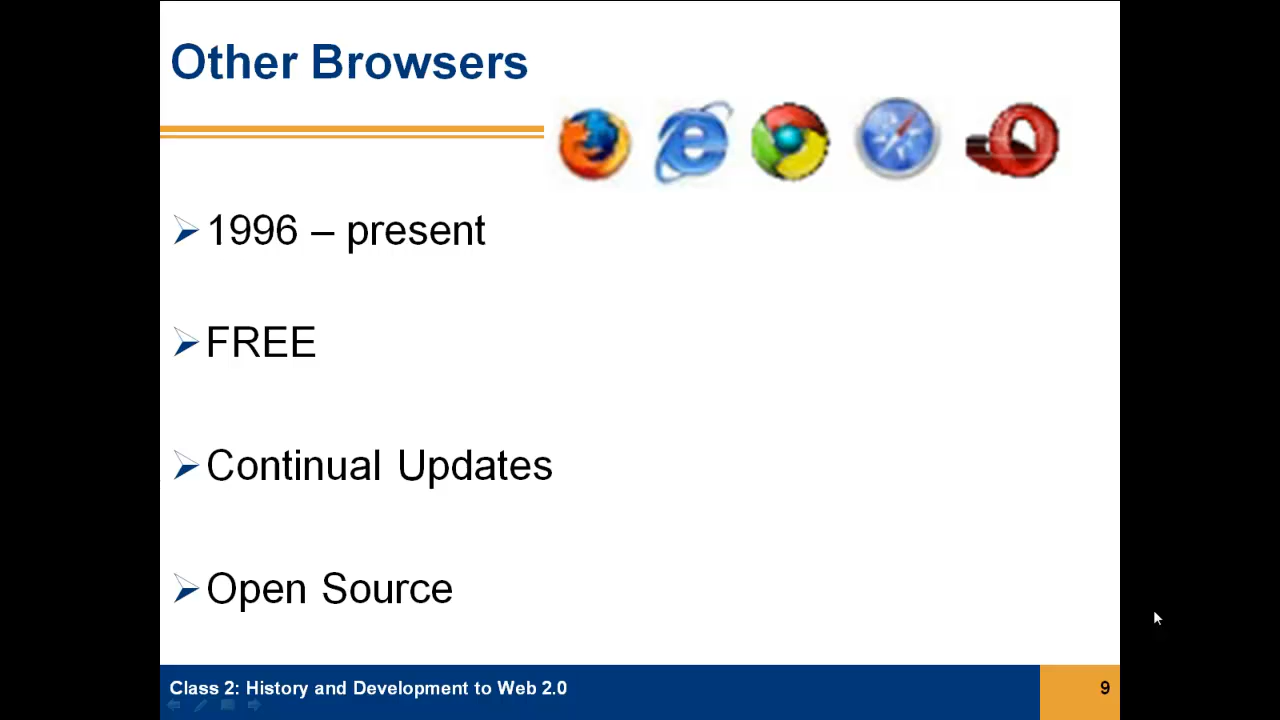 Other Browsers
1996 – present
FREE
Continual Updates
Open Source
Class 2: History and Development to Web 2.0
9